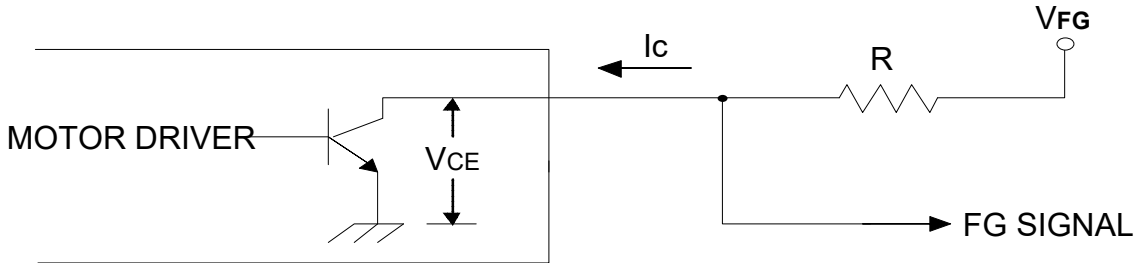 VFG
Ic
R
MOTOR DRIVER
VCE
FG SIGNAL